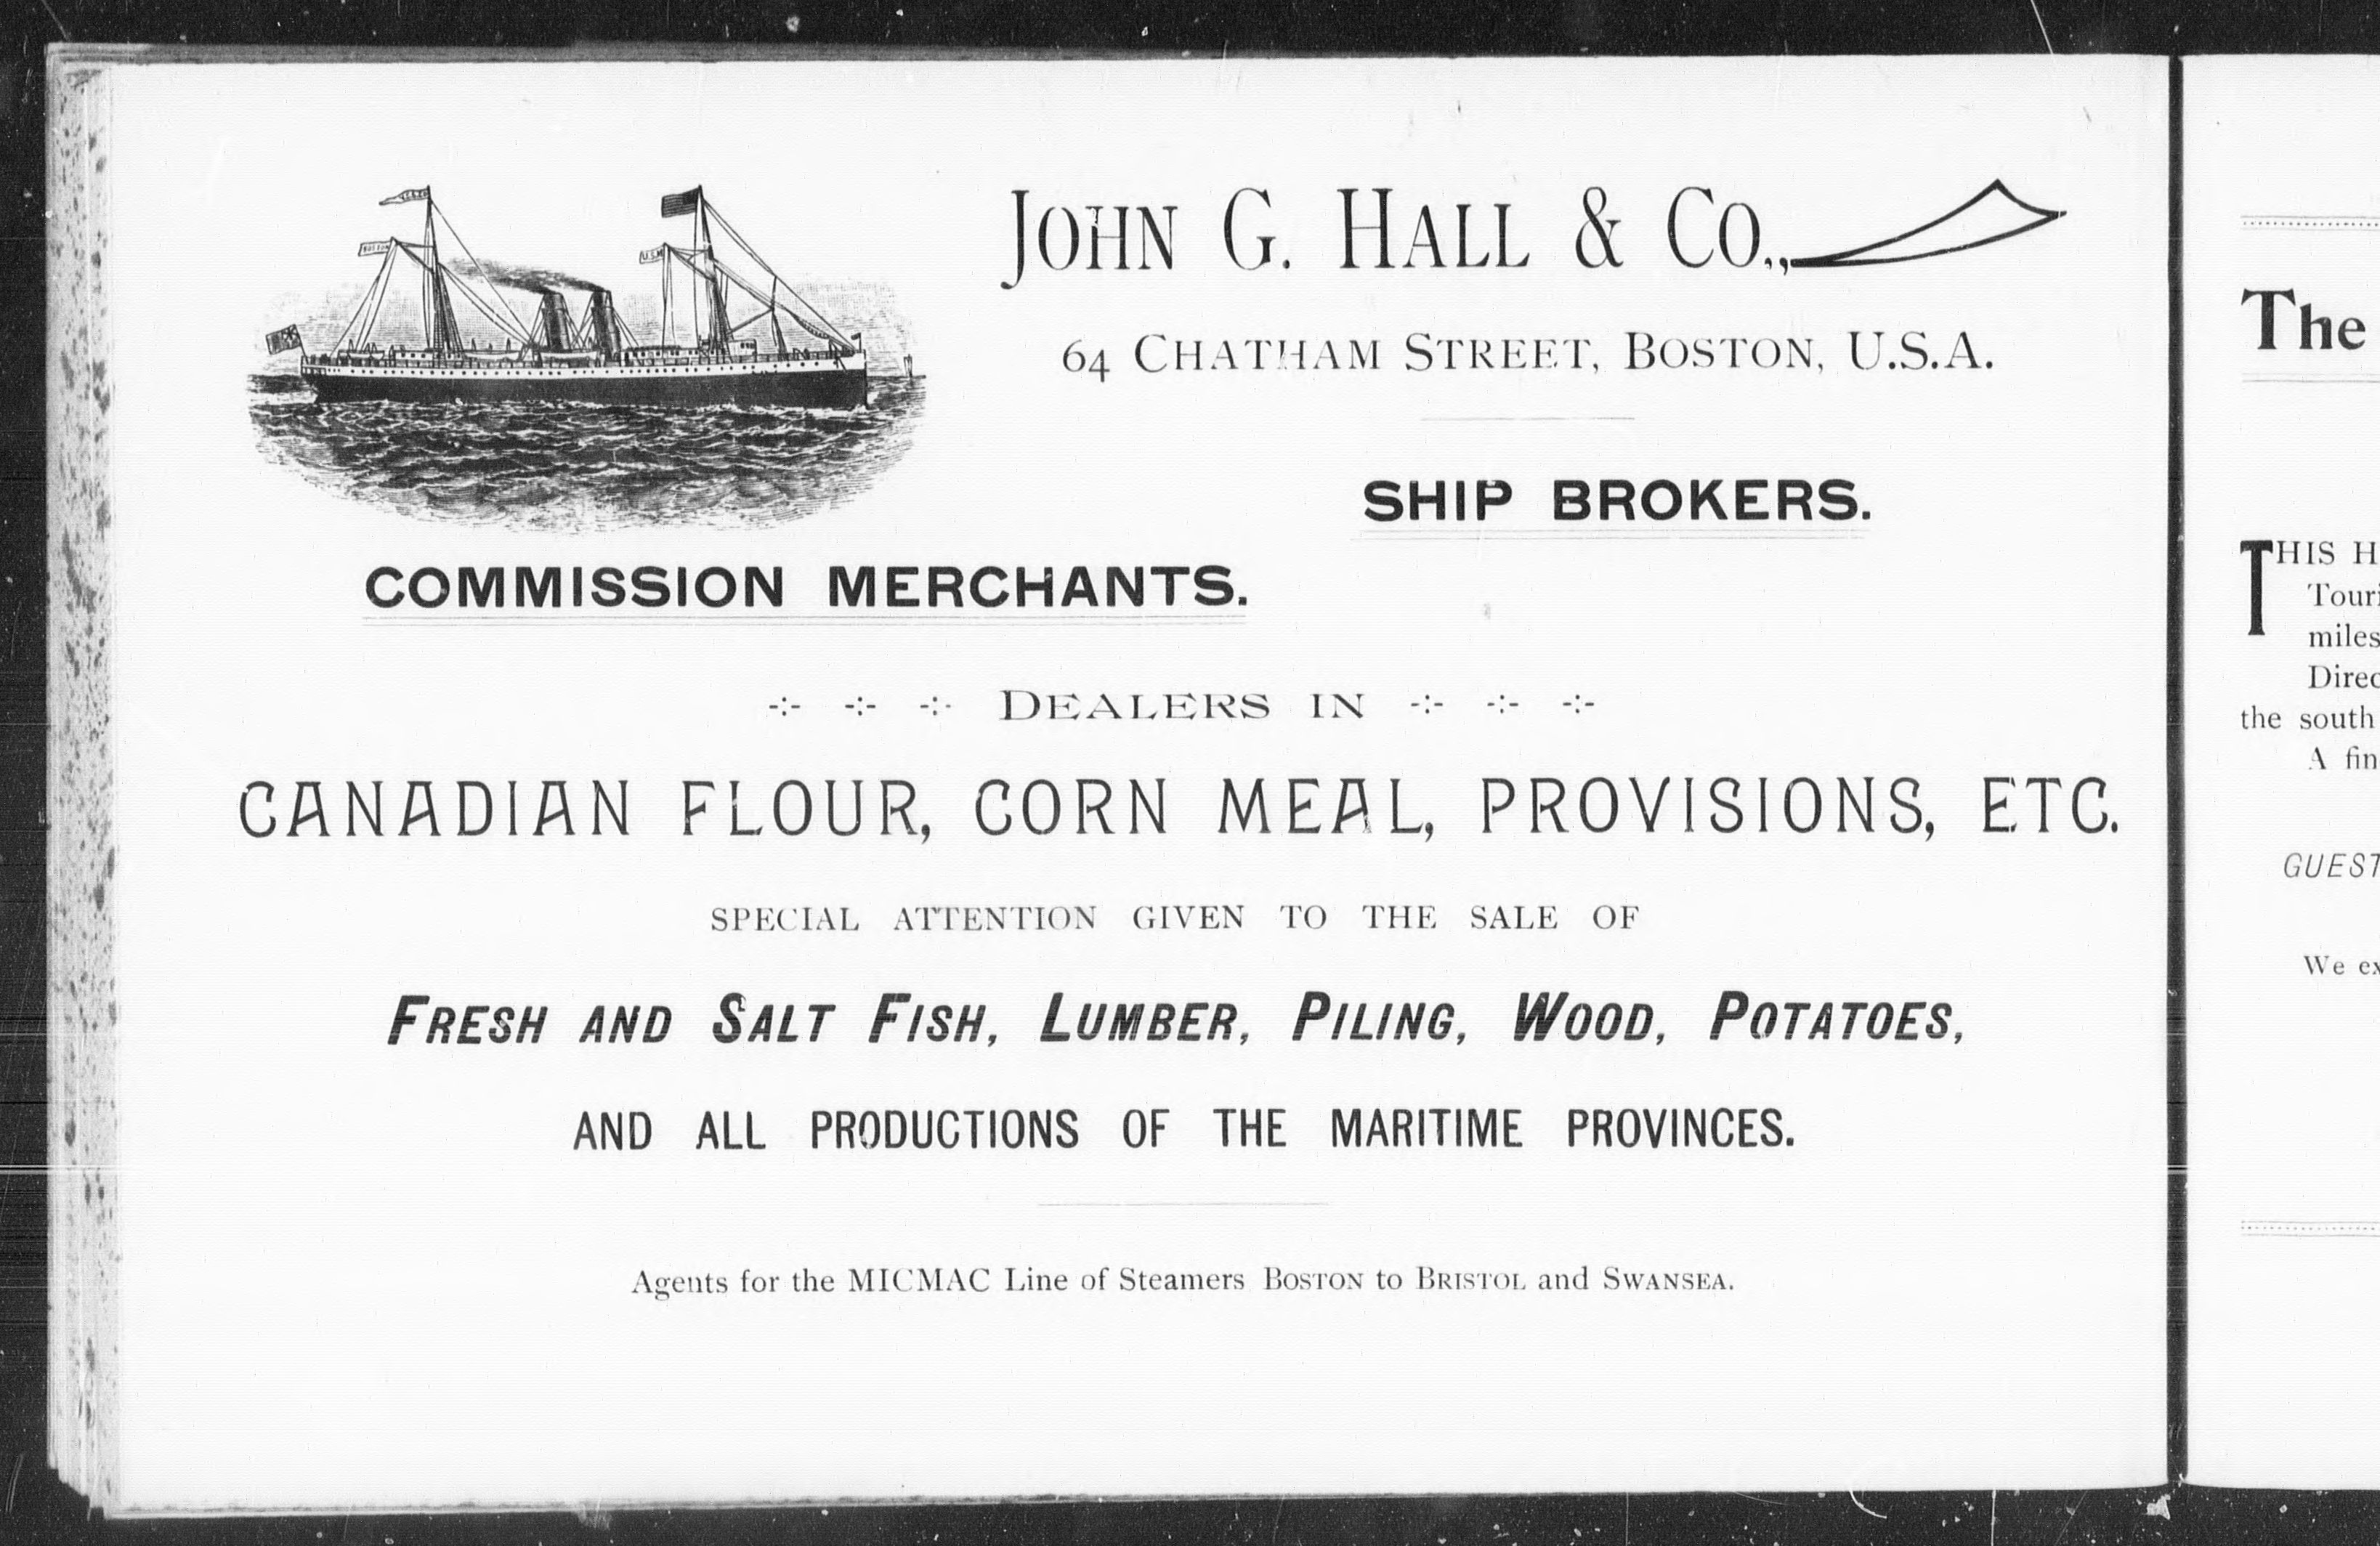 JOHN G. HALL & CO.,
64 CHATHAM STREET, BOSTON, U.S.A.
SHIP BROKERS.
COMMISSION MERCHANTS.
-:- -:- -:- DEALERS IN -:- -:- -:-
CANADIAN FLOUR, CORN MEAL, PROVISIONS, ETC.
SPECIAL ATTENTION GIVEN TO THE SALE OF
FRESH AND SALT FISH, LUMBER, PILING, WOOD, POTATOES,
AND ALL PRODUCTIONS OF THE MARITIME PROVINCES.
Agents for the MICMAC Line of Steamers BOSTON to BRISTOL and SWANSEA.
BOSTON
U.S.M
The
THIS H
Touri
miles
Direc
the south
A fin
GUEST
We ex